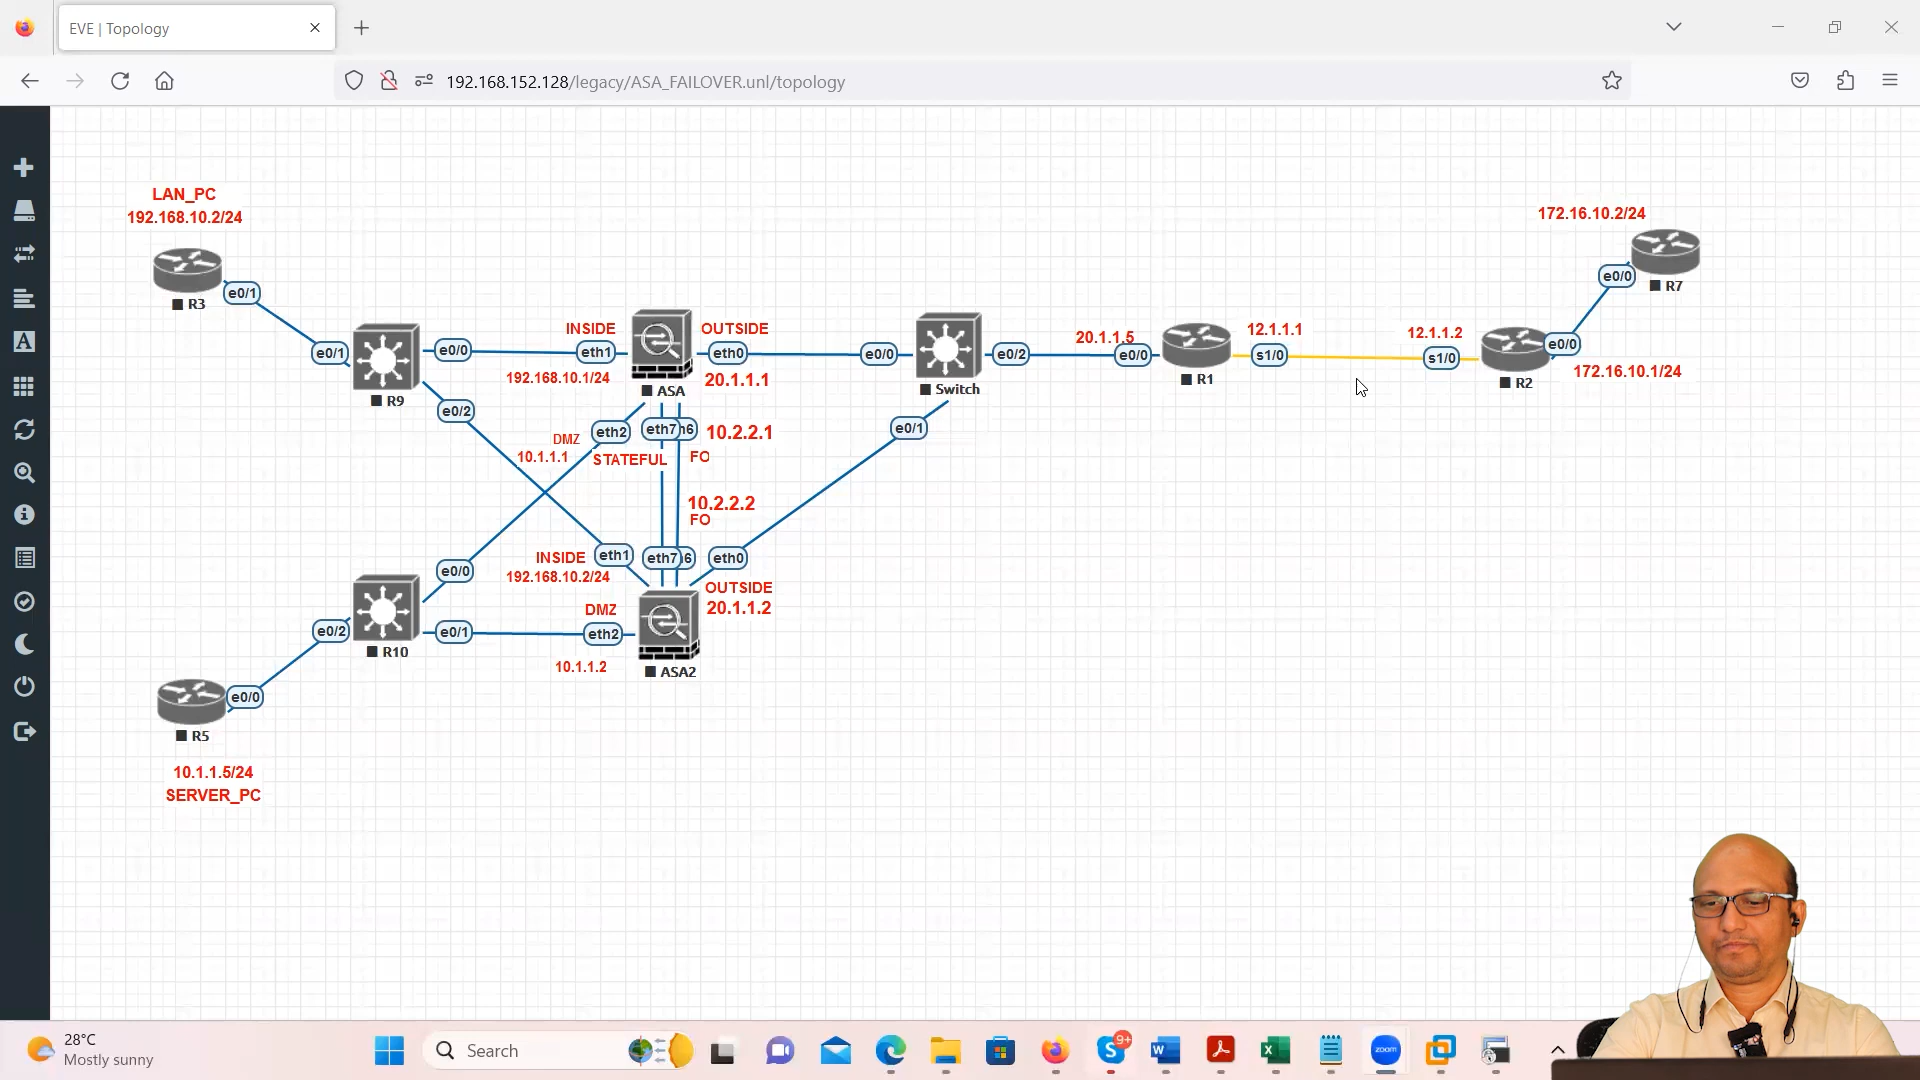 EVE | Topology
192.168.152.128/legacy/ASA_FAILOVER.unl/topology
LAN_PC
192.168.10.2/24
R3
e0/1
e0/1
R9
e0/0
e0/2
INSIDE
eth1
192.168.10.1/24
OUTSIDE
eth0
20.1.1.1
ASA
e0/0
Switch
e0/2
e0/1
20.1.1.5
e0/0
R1
12.1.1.1
s1/0
12.1.1.2
s1/0
R2
172.16.10.2/24
e0/0
R7
e0/0
172.16.10.1/24
DMZ
eth2
10.1.1.1
eth7
h6
10.2.2.1
STATEFUL
FO
10.2.2.2
FO
INSIDE
eth1
192.168.10.2/24
eth7
6
eth0
OUTSIDE
20.1.1.2
DMZ
eth2
10.1.1.2
ASA2
e0/0
e0/2
e0/1
R10
e0/0
R5
10.1.1.5/24
SERVER_PC
28°C
Mostly sunny
Search
9+
W
X
zoom